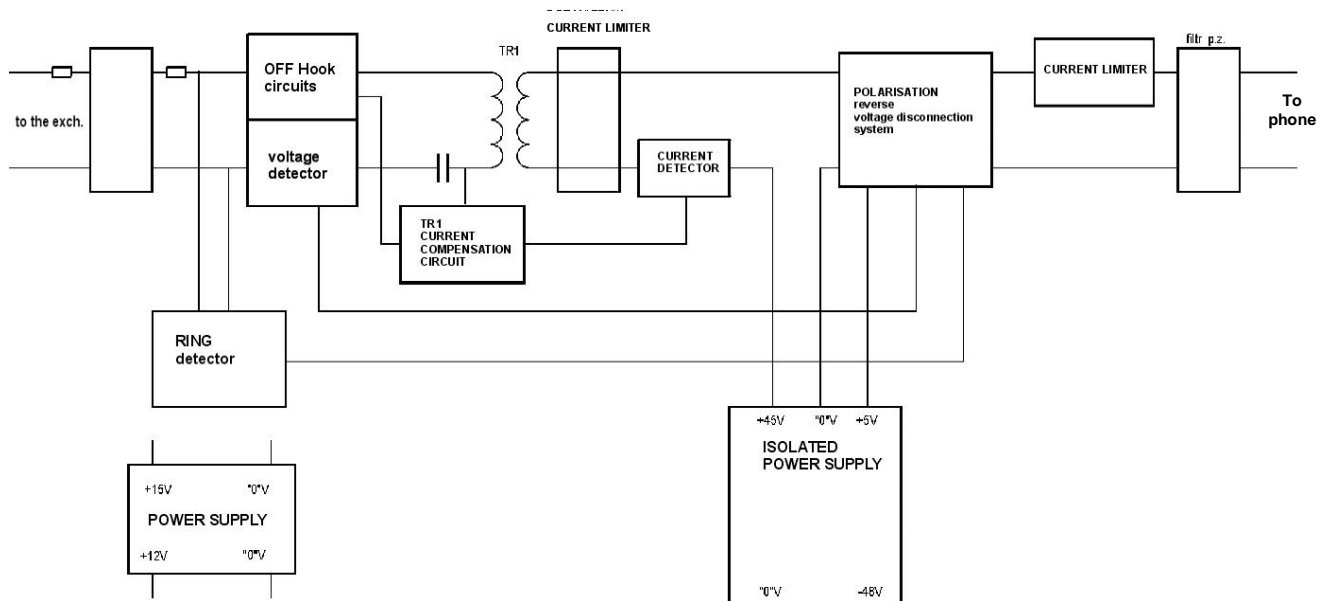 CURRENT LIMITER
filtr p.z.
TR1
OFF Hook
circuits
CURRENT LIMITER
POLARISATION
reverse
voltage disconnection
system
To
phone
to the exch.
voltage
detector
CURRENT
DETECTOR
TR1
CURRENT
COMPENSATION
CIRCUIT
RING
detector
+45V "0"V +5V
ISOLATED
POWER SUPPLY
+15V "0"V
POWER SUPPLY
+12V "0"V
"0"V -48V